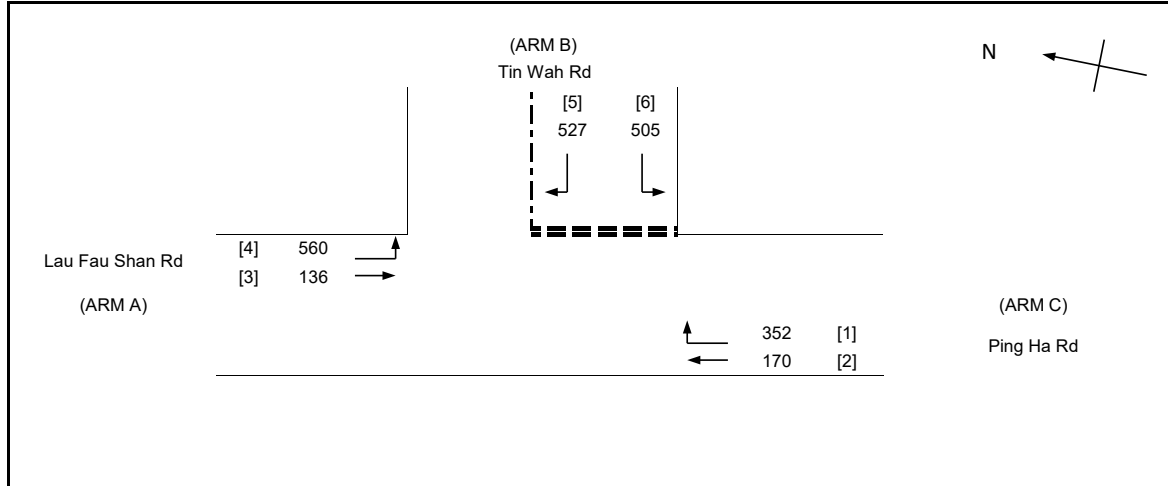 (ARM B)
Tin Wah Rd
N
[5] [6]
527 505
[4] 560
Lau Fau Shan Rd
[3] 136
(ARM A)
(ARM C)
352 [1]
Ping Ha Rd
170 [2]